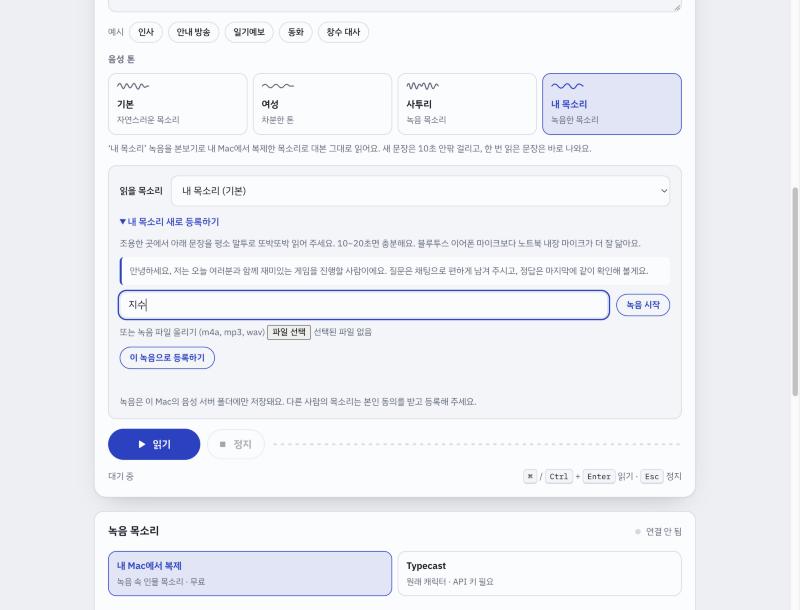 예시 인사 안내 방송 일기예보 동화 창수 대사
음성 톤
기본 여성 사투리 내 목소리
자연스러운 목소리 차분한 톤 녹음 목소리 녹음한 목소리
'내 목소리' 녹음을 본보기로 내 Mac에서 복제한 목소리로 대본 그대로 읽어요. 새 문장은 10초 안팎 걸리고, 한 번 읽은 문장은 바로 나와요.
읽을 목소리 내 목소리 (기본)
▼ 내 목소리 새로 등록하기
조용한 곳에서 아래 문장을 평소 말투로 또박또박 읽어 주세요. 10~20초면 충분해요. 블루투스 이어폰 마이크보다 노트북 내장 마이크가 더 잘 닮아요.
안녕하세요, 저는 오늘 여러분과 함께 재미있는 게임을 진행할 사람이에요. 질문은 채팅으로 편하게 남겨 주시고, 정답은 마지막에 같이 확인해 볼게요.
지수 녹음 시작
또는 녹음 파일 올리기 (m4a, mp3, wav) 파일 선택 선택된 파일 없음
이 녹음으로 등록하기
녹음은 이 Mac의 음성 서버 폴더에만 저장돼요. 다른 사람의 목소리는 본인 동의를 받고 등록해 주세요.
▶ 읽기 ■ 정지
대기 중 ⌘ / Ctrl + Enter 읽기 · Esc 정지
녹음 목소리 연결 안 됨
내 Mac에서 복제 Typecast
녹음 속 인물 목소리 · 무료 원래 캐릭터 · API 키 필요